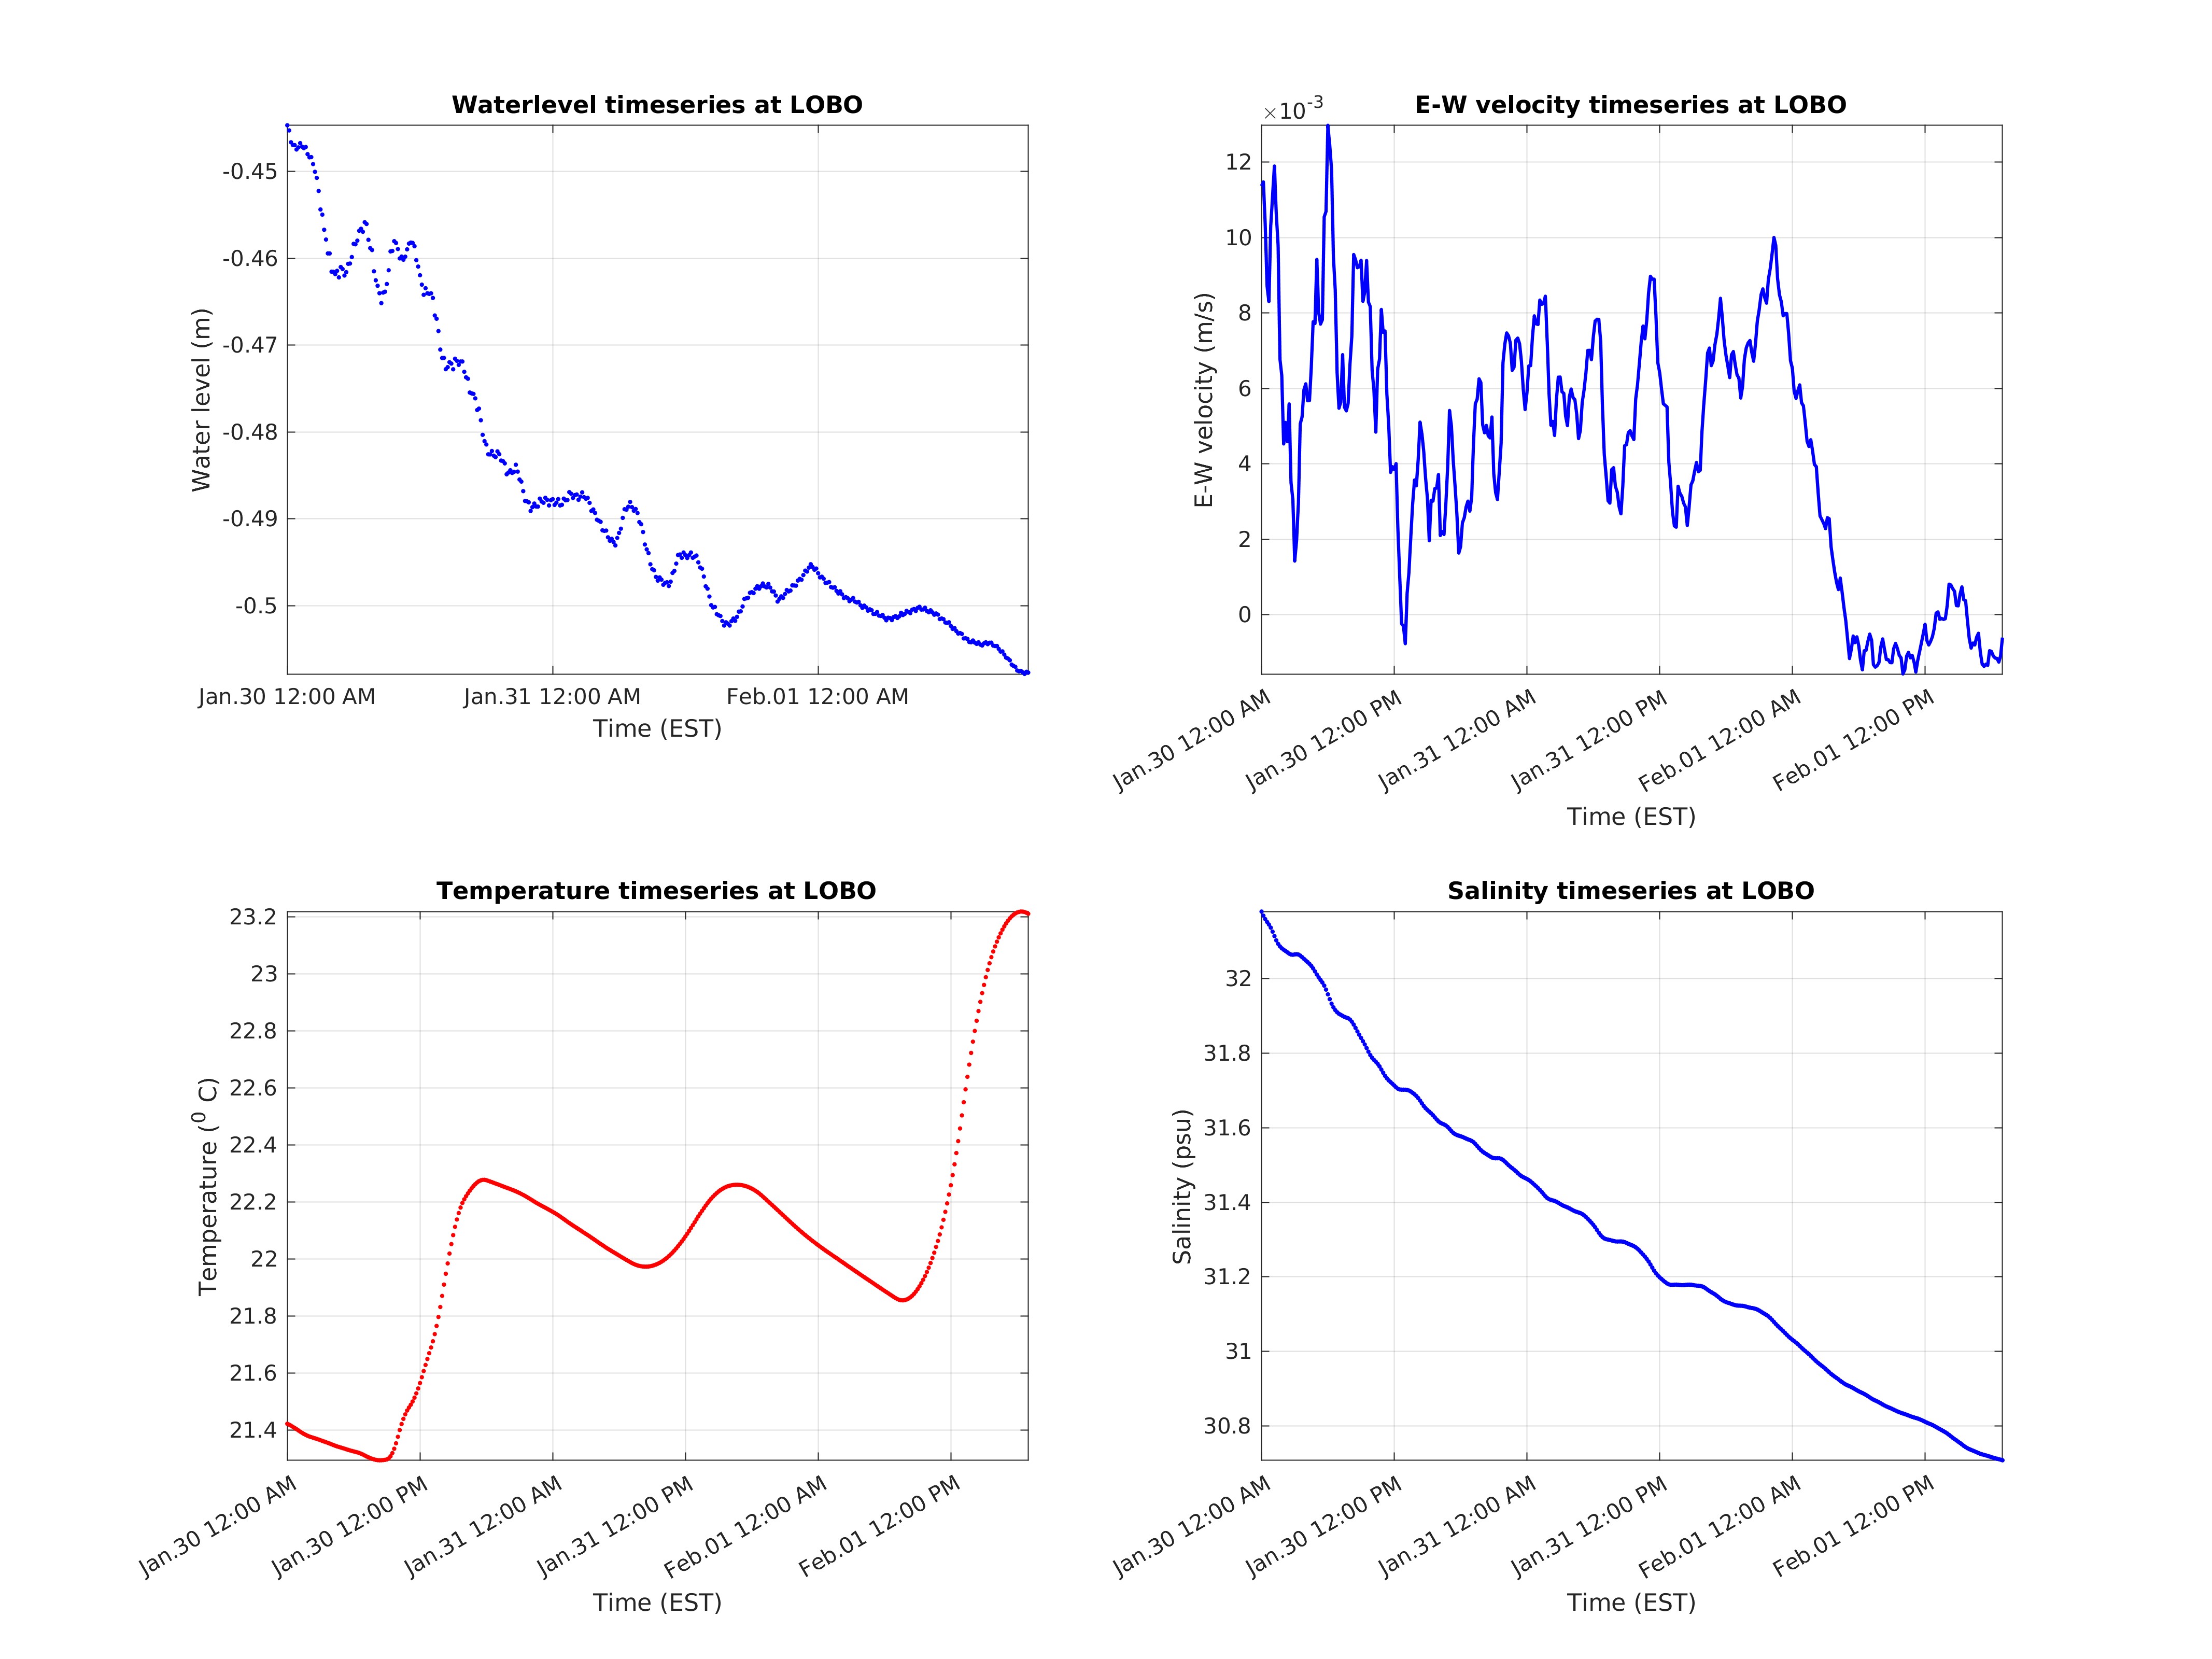 Waterlevel timeseries at LOBO
-0.45
-0.46
-0.47
-0.48
-0.49
-0.5
Water level (m)
Jan.30 12:00 AM
Jan.31 12:00 AM
Feb.01 12:00 AM
Time (EST)
E-W velocity timeseries at LOBO
×10-3
12
10
8
6
4
2
0
E-W velocity (m/s)
Jan.30 12:00 AM
Jan.30 12:00 PM
Jan.31 12:00 AM
Jan.31 12:00 PM
Feb.01 12:00 AM
Feb.01 12:00 PM
Time (EST)
Temperature timeseries at LOBO
23.2
23
22.8
22.6
22.4
22.2
22
21.8
21.6
21.4
Temperature (0 C)
Jan.30 12:00 AM
Jan.30 12:00 PM
Jan.31 12:00 AM
Jan.31 12:00 PM
Feb.01 12:00 AM
Feb.01 12:00 PM
Time (EST)
Salinity timeseries at LOBO
32
31.8
31.6
31.4
31.2
31
30.8
Salinity (psu)
Jan.30 12:00 AM
Jan.30 12:00 PM
Jan.31 12:00 AM
Jan.31 12:00 PM
Feb.01 12:00 AM
Feb.01 12:00 PM
Time (EST)